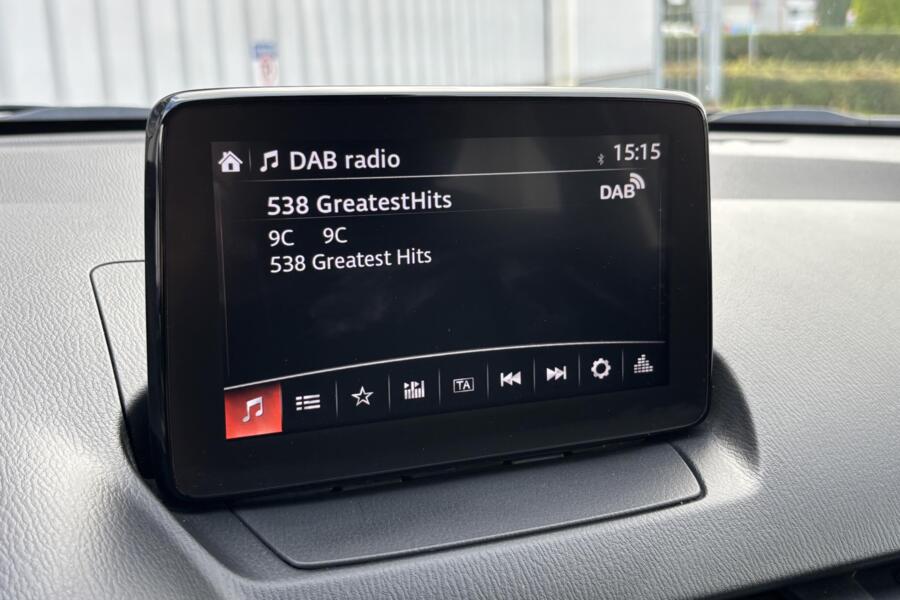 DAB radio
15:15
538 GreatestHits
DAB
9C 9C
538 Greatest Hits
TA